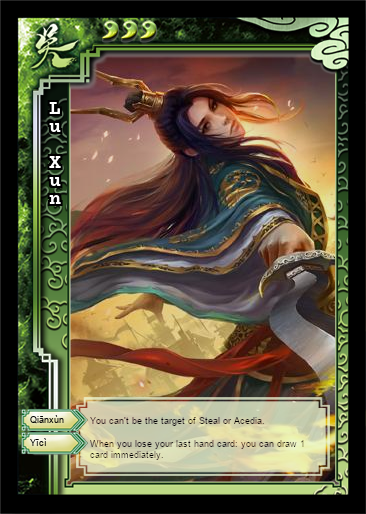 吴
Lu Xun
Qiānxùn
You can't be the target of Steal or Acedia.
Yīcì
When you lose your last hand card: you can draw 1
card immediately.